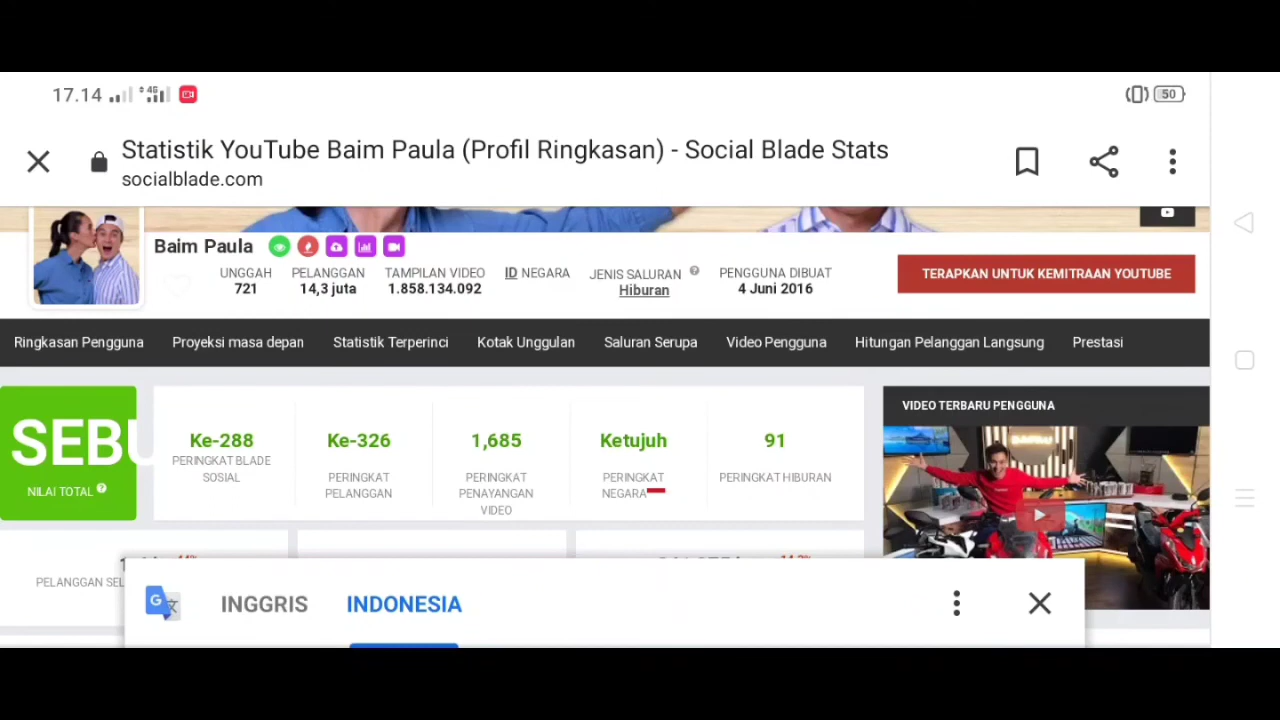 17.14 4G 50
Statistik YouTube Baim Paula (Profil Ringkasan) - Social Blade Stats
socialblade.com
Baim Paula
UNGGAH
721
PELANGGAN
14,3 juta
TAMPILAN VIDEO
1.858.134.092
ID NEGARA
JENIS SALURAN
Hiburan
PENGGUNA DIBUAT
4 Juni 2016
TERAPKAN UNTUK KEMITRAAN YOUTUBE
Ringkasan Pengguna Proyeksi masa depan Statistik Terperinci Kotak Unggulan Saluran Serupa Video Pengguna Hitungan Pelanggan Langsung Prestasi
SEBU
NILAI TOTAL
Ke-288
PERINGKAT BLADE
SOSIAL
Ke-326
PERINGKAT
PELANGGAN
1,685
PERINGKAT
PENAYANGAN
VIDEO
Ketujuh
PERINGKAT
NEGARA
91
PERINGKAT HIBURAN
VIDEO TERBARU PENGGUNA
PELANGGAN SEL
INGGRIS INDONESIA